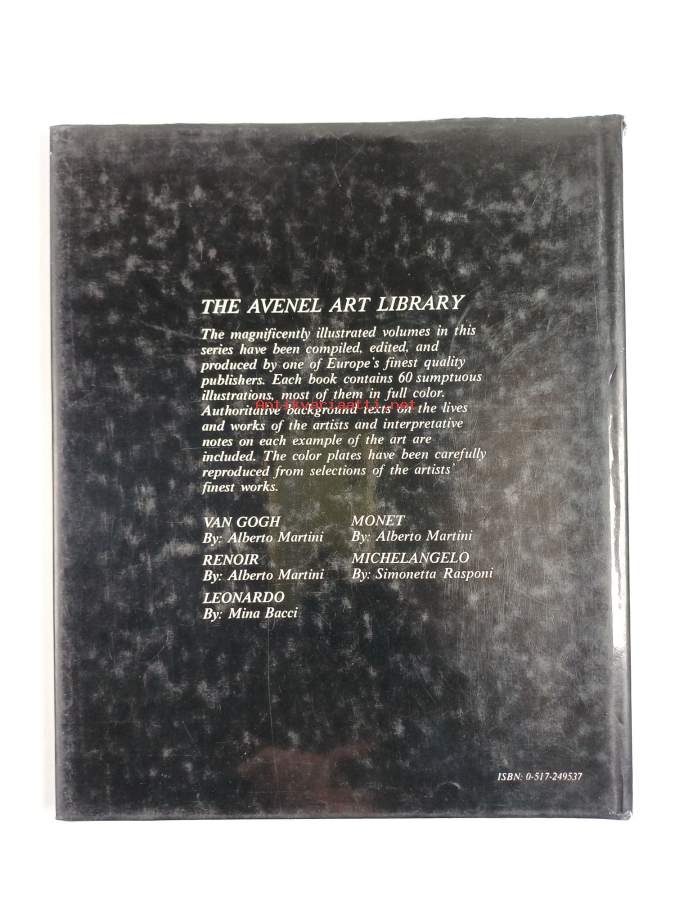 THE AVENEL ART LIBRARY
The magnificently illustrated volumes in this
series have been compiled, edited, and
produced by one of Europe's finest quality
publishers. Each book contains 60 sumptuous
illustrations, most of them in full color.
Antikvariaatti.net
Authoritative background texts on the lives
and works of the artists and interpretative
notes on each example of the art are
included. The color plates have been carefully
reproduced from selections of the artists'
finest works.
VAN GOGH MONET
By: Alberto Martini By: Alberto Martini
RENOIR MICHELANGELO
By: Alberto Martini By: Simonetta Rasponi
LEONARDO
By: Mina Bacci
ISBN: 0-517-249537